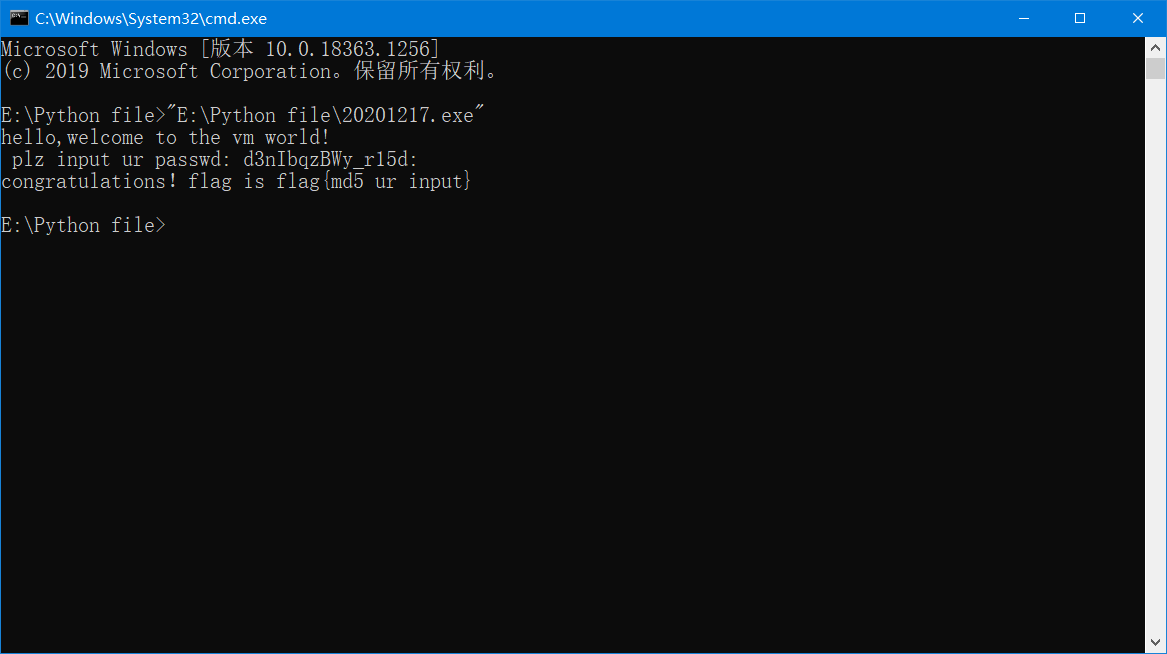 C:\Windows\System32\cmd.exe
Microsoft Windows [版本 10.0.18363.1256]
(c) 2019 Microsoft Corporation。保留所有权利。
E:\Python file>"E:\Python file\20201217.exe"
hello,welcome to the vm world!
plz input ur passwd: d3nIbqzBWy_r15d:
congratulations! flag is flag{md5 ur input}
E:\Python file>